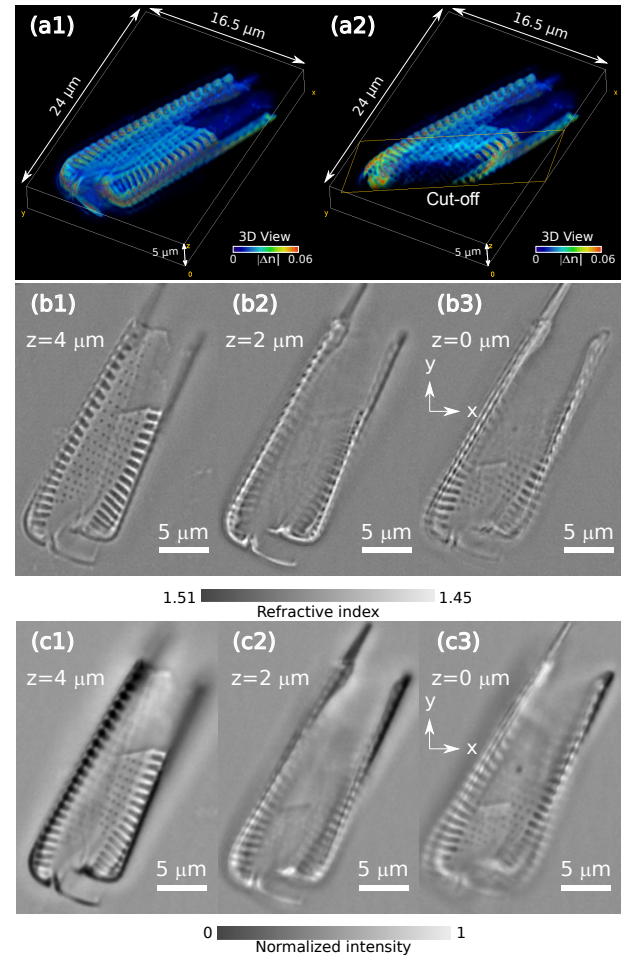 (a1)
16.5 μm
24 μm
x
y
z
5 μm
0
3D View
0 |Δn| 0.06
(a2)
16.5 μm
24 μm
x
Cut-off
y
z
5 μm
0
3D View
0 |Δn| 0.06
(b1)
z=4 μm
5 μm
(b2)
z=2 μm
5 μm
(b3)
z=0 μm
y
x
5 μm
1.51 1.45
Refractive index
(c1)
z=4 μm
5 μm
(c2)
z=2 μm
5 μm
(c3)
z=0 μm
y
x
5 μm
0 1
Normalized intensity